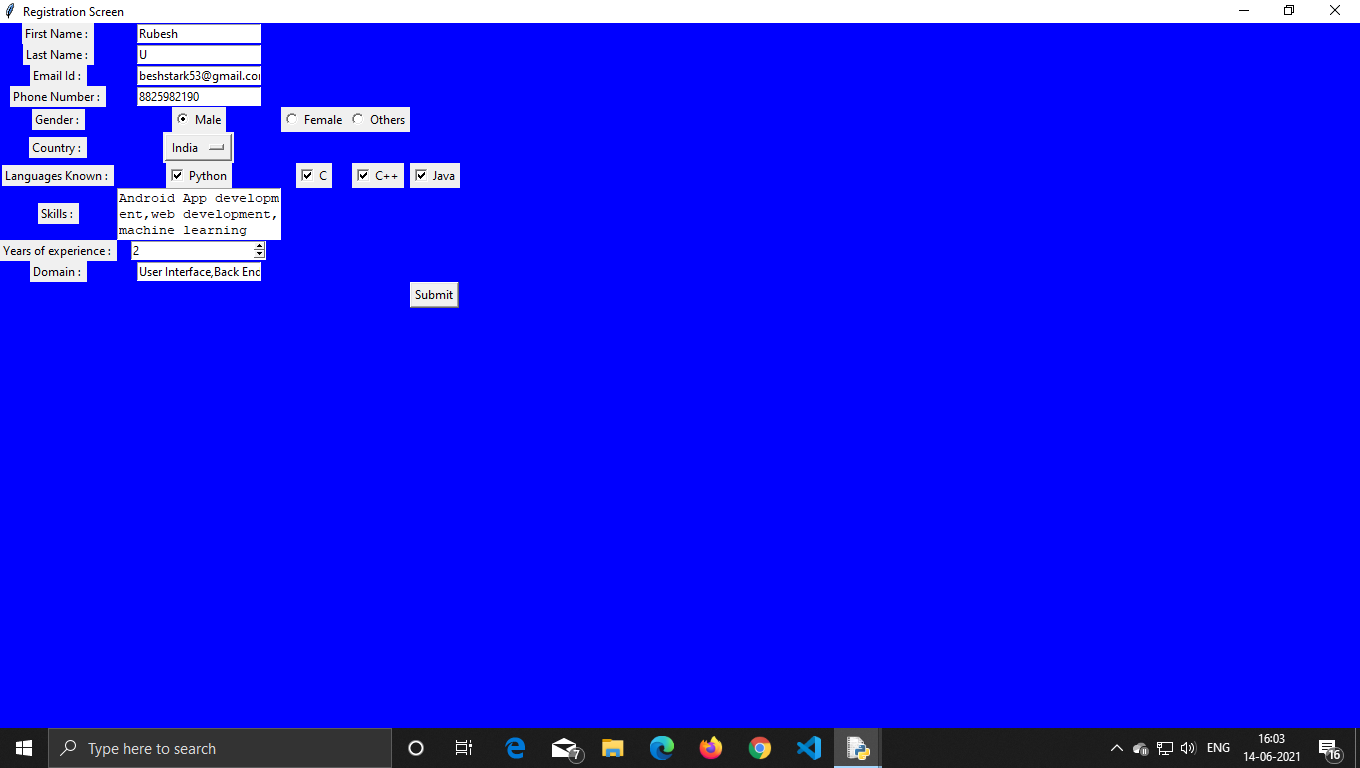 Registration Screen
First Name : Rubesh
Last Name : U
Email Id : beshstark53@gmail.co
Phone Number : 8825982190
Gender : Male Female Others
Country : India
Languages Known : Python C C++ Java
Skills : Android App developm
ent,web development,
machine learning
Years of experience : 2
Domain : User Interface,Back End
Submit
Type here to search 7 ENG 16:03
14-06-2021 16